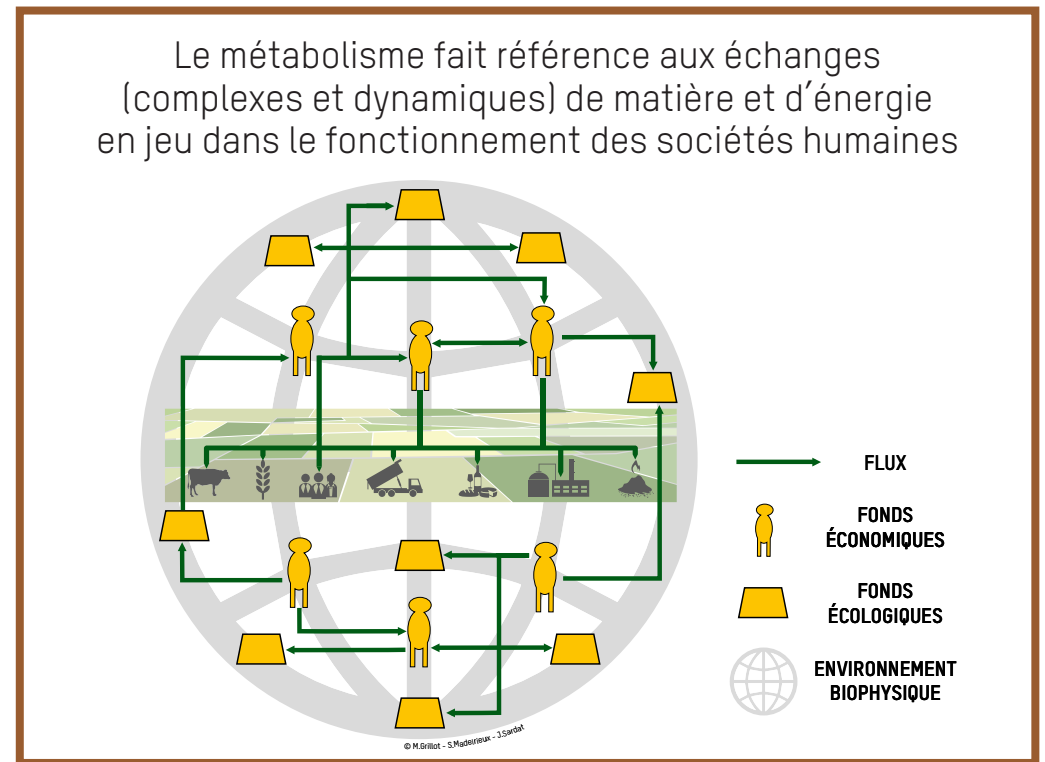 Le métabolisme fait référence aux échanges
(complexes et dynamiques) de matière et d'énergie
en jeu dans le fonctionnement des sociétés humaines
FLUX
FONDS
ÉCONOMIQUES
FONDS
ÉCOLOGIQUES
ENVIRONNEMENT
BIOPHYSIQUE
© M.Grillot - S.Madelrieux - J.Sardat